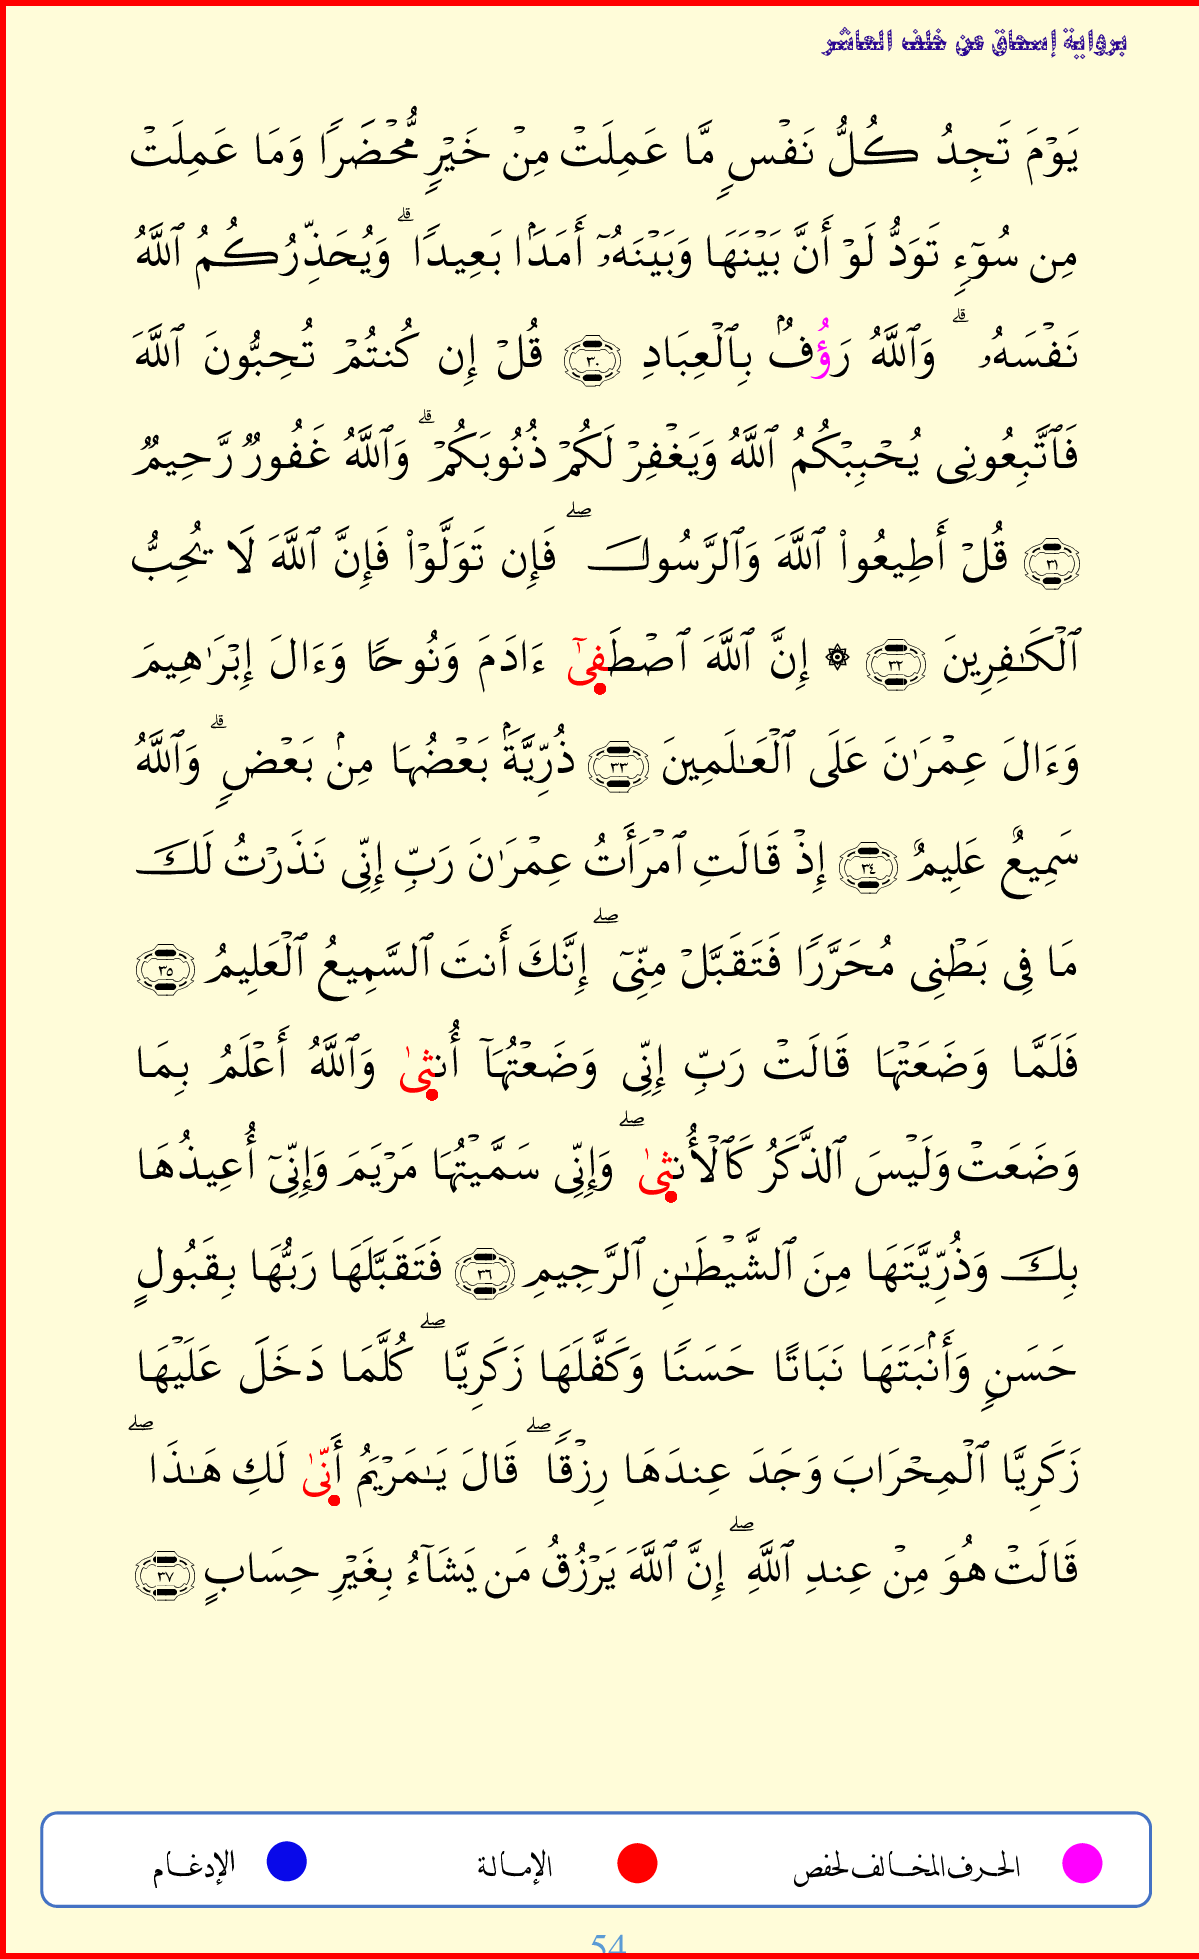 برواية إسحاق عن خلف العاشر
يَوۡمَ تَجِدُ كُلُّ نَفۡسٖ مَّا عَمِلَتۡ مِنۡ خَيۡرٖ مُّحۡضَرٗا وَمَا عَمِلَتۡ
مِن سُوٓءٖ تَوَدُّ لَوۡ أَنَّ بَيۡنَهَا وَبَيۡنَهُۥٓ أَمَدَۢا بَعِيدٗاۗ وَيُحَذِّرُكُمُ ٱللَّهُ
نَفۡسَهُۥۗ وَٱللَّهُ رَؤُفُۢ بِٱلۡعِبَادِ ٣٠ قُلۡ إِن كُنتُمۡ تُحِبُّونَ ٱللَّهَ
فَٱتَّبِعُونِي يُحۡبِبۡكُمُ ٱللَّهُ وَيَغۡفِرۡ لَكُمۡ ذُنُوبَكُمۡۗ وَٱللَّهُ غَفُورٞ رَّحِيمٞ
٣١ قُلۡ أَطِيعُواْ ٱللَّهَ وَٱلرَّسُولَۖ فَإِن تَوَلَّوۡاْ فَإِنَّ ٱللَّهَ لَا يُحِبُّ
ٱلۡكَٰفِرِينَ ٣٢ ۞ إِنَّ ٱللَّهَ ٱصۡطَفِىٰٓ ءَادَمَ وَنُوحٗا وَءَالَ إِبۡرَٰهِيمَ
وَءَالَ عِمۡرَٰنَ عَلَى ٱلۡعَٰلَمِينَ ٣٣ ذُرِّيَّةَۢ بَعۡضُهَا مِنۢ بَعۡضٖۗ وَٱللَّهُ
سَمِيعٌ عَلِيمٞ ٣٤ إِذۡ قَالَتِ ٱمۡرَأَتُ عِمۡرَٰنَ رَبِّ إِنِّي نَذَرۡتُ لَكَ
مَا فِي بَطۡنِي مُحَرَّرٗا فَتَقَبَّلۡ مِنِّيٓۖ إِنَّكَ أَنتَ ٱلسَّمِيعُ ٱلۡعَلِيمُ ٣٥
فَلَمَّا وَضَعَتۡهَا قَالَتۡ رَبِّ إِنِّي وَضَعۡتُهَآ أُنثِىٰ وَٱللَّهُ أَعۡلَمُ بِمَا
وَضَعَتۡ وَلَيۡسَ ٱلذَّكَرُ كَٱلۡأُنثِىٰۖ وَإِنِّي سَمَّيۡتُهَا مَرۡيَمَ وَإِنِّيٓ أُعِيذُهَا
بِكَ وَذُرِّيَّتَهَا مِنَ ٱلشَّيۡطَٰنِ ٱلرَّجِيمِ ٣٦ فَتَقَبَّلَهَا رَبُّهَا بِقَبُولٍ
حَسَنٖ وَأَنۢبَتَهَا نَبَاتًا حَسَنٗا وَكَفَّلَهَا زَكَرِيَّاۖ كُلَّمَا دَخَلَ عَلَيۡهَا
زَكَرِيَّا ٱلۡمِحۡرَابَ وَجَدَ عِندَهَا رِزۡقٗاۖ قَالَ يَٰمَرۡيَمُ أَنِّىٰ لَكِ هَٰذَاۖ
قَالَتۡ هُوَ مِنۡ عِندِ ٱللَّهِۖ إِنَّ ٱللَّهَ يَرۡزُقُ مَن يَشَآءُ بِغَيۡرِ حِسَابٍ ٣٧
الحرف المخالف لحفص الإمالة الإدغام
54